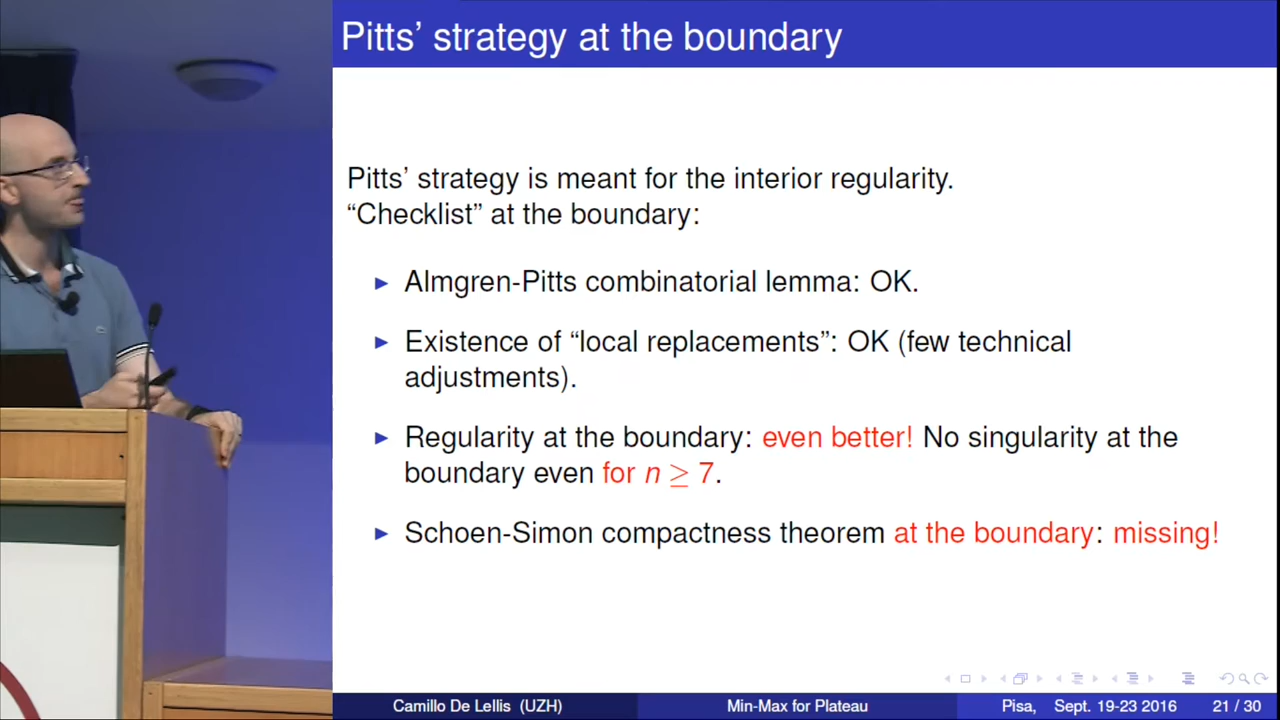 Pitts’ strategy at the boundary
Pitts’ strategy is meant for the interior regularity.
“Checklist” at the boundary:
Almgren-Pitts combinatorial lemma: OK.
Existence of “local replacements”: OK (few technical
adjustments).
Regularity at the boundary: even better! No singularity at the
boundary even for n ≥ 7.
Schoen-Simon compactness theorem at the boundary: missing!
Camillo De Lellis (UZH) Min-Max for Plateau Pisa, Sept. 19-23 2016 21 / 30